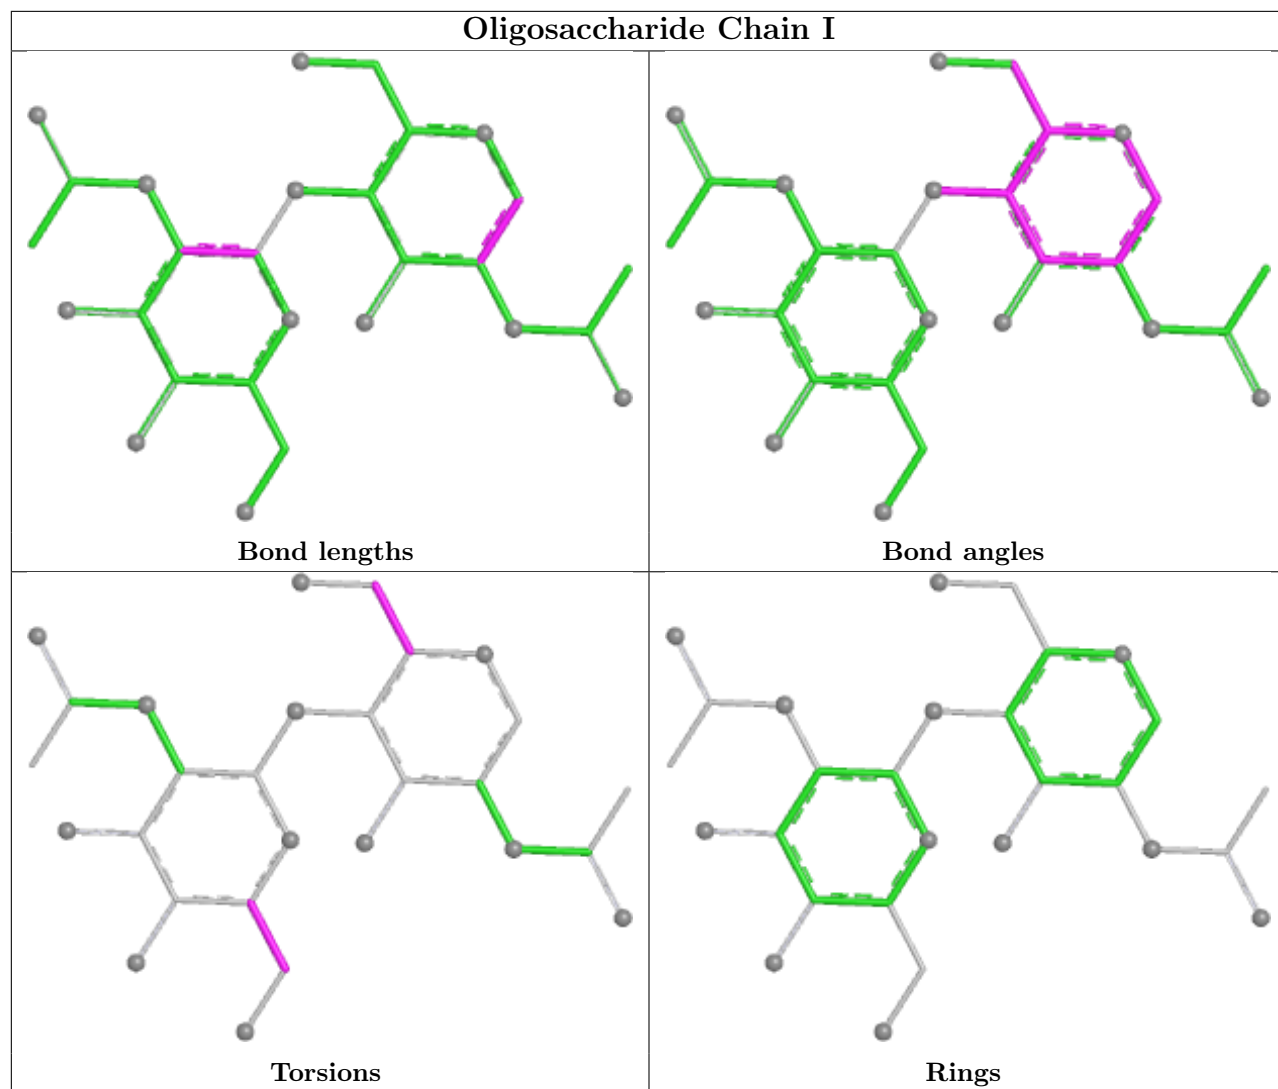 Oligosaccharide Chain I
Bond lengths
Bond angles
Torsions
Rings